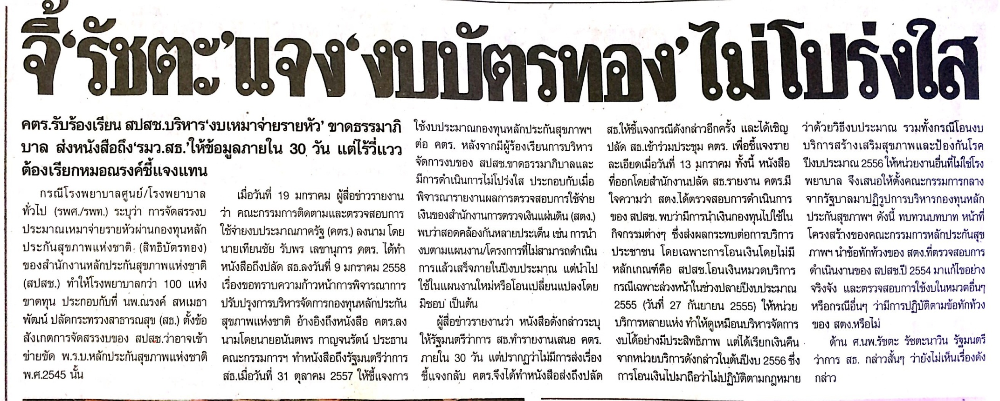 จี้'รัชตะ'แจง'งบบัตรทอง'ไม่โปร่งใส
คตร.รับร้องเรียน สปสช.บริหาร'งบเหมาจ่ายรายหัว' ขาดธรรมาภิ
บาล ส่งหนังสือถึง'รมว.สธ.'ให้ข้อมูลภายใน 30 วัน แต่ไร้วี่แวว
ต้องเรียกหมอณรงค์ชี้แจงแทน
กรณีโรงพยาบาลศูนย์/โรงพยาบาล
ทั่วไป (รพศ./รพท.) ระบุว่า การจัดสรรงบ
ประมาณเหมาจ่ายรายหัวผ่านกองทุนหลัก
ประกันสุขภาพแห่งชาติ (สิทธิบัตรทอง)
ของสำนักงานหลักประกันสุขภาพแห่งชาติ
(สปสช.) ทำให้โรงพยาบาลกว่า 100 แห่ง
ขาดทุน ประกอบกับที่ นพ.ณรงค์ สหเมธา
พัฒน์ ปลัดกระทรวงสาธารณสุข (สธ.) ตั้งข้อ
สังเกตการจัดสรรงบของ สปสช.ว่าอาจเข้า
ข่ายขัด พ.ร.บ.หลักประกันสุขภาพแห่งชาติ
พ.ศ.2545 นั้น
เมื่อวันที่ 19 มกราคม ผู้สื่อข่าวรายงาน
ว่า คณะกรรมการติดตามและตรวจสอบการ
ใช้จ่ายงบประมาณภาครัฐ (คตร.) ลงนาม โดย
นายเทียนชัย รับพร เลขานุการ คตร. ได้ทำ
หนังสือถึงปลัด สธ.ลงวันที่ 9 มกราคม 2558
เรื่องขอทราบความก้าวหน้าการพิจารณาการ
ปรับปรุงการบริหารจัดการกองทุนหลักประกัน
สุขภาพแห่งชาติ อ้างอิงถึงหนังสือ คตร.ลง
นามโดยนายอนันตพร กาญจนรัตน์ ประธาน
คณะกรรมการฯ ทำหนังสือถึงรัฐมนตรีว่าการ
สธ.เมื่อวันที่ 31 ตุลาคม 2557 ให้ชี้แจงการ
ใช้งบประมาณกองทุนหลักประกันสุขภาพฯ
ต่อ คตร. หลังจากมีผู้ร้องเรียนการบริหาร
จัดการงบของ สปสช.ขาดธรรมาภิบาลและ
มีการดำเนินการไม่โปร่งใส ประกอบกับเมื่อ
พิจารณารายงานผลการตรวจสอบการใช้จ่าย
เงินของสำนักงานการตรวจเงินแผ่นดิน (สตง.)
พบว่าสอดคล้องกันหลายประเด็น เช่น การนำ
งบตามแผนงาน/โครงการที่ไม่สามารถดำเนิน
การแล้วเสร็จภายในปีงบประมาณ แต่นำไป
ใช้ในแผนงานใหม่หรือโอนเปลี่ยนแปลงโดย
มิชอบ เป็นต้น
ผู้สื่อข่าวรายงานว่า หนังสือดังกล่าวระบุ
ให้รัฐมนตรีว่าการ สธ.ทำรายงานเสนอ คตร.
ภายใน 30 วัน แต่ปรากฏว่าไม่มีการส่งเรื่อง
ชี้แจงกลับ คตร.จึงได้ทำหนังสือส่งถึงปลัด
สธ.ให้ชี้แจงกรณีดังกล่าวอีกครั้ง และได้เชิญ
ปลัด สธ.เข้าร่วมประชุม คตร. เพื่อชี้แจงราย
ละเอียดเมื่อวันที่ 13 มกราคม ทั้งนี้ หนังสือ
ที่ออกโดยสำนักงานปลัด สธ.รายงาน คตร.มี
ใจความว่า สตง.ได้ตรวจสอบการดำเนินการ
ของ สปสช. พบว่ามีการนำเงินกองทุนไปใช้ใน
กิจกรรมต่างๆ ซึ่งส่งผลกระทบต่อการบริการ
ประชาชน โดยเฉพาะการโอนเงินโดยไม่มี
หลักเกณฑ์คือ สปสช.โอนเงินหมวดบริการ
กรณีเฉพาะล่วงหน้าในช่วงปลายปีงบประมาณ
2555 (วันที่ 27 กันยายน 2555) ให้หน่วย
บริการหลายแห่ง ทำให้ดูเหมือนบริหารจัดการ
งบได้อย่างมีประสิทธิภาพ แต่ได้เรียกเงินคืน
จากหน่วยบริการดังกล่าวในต้นปีงบ 2556 ซึ่ง
การโอนเงินไปมาถือว่าไม่ปฏิบัติตามกฎหมาย
ว่าด้วยวิธีงบประมาณ รวมทั้งกรณีโอนงบ
บริการสร้างเสริมสุขภาพและป้องกันโรค
ปีงบประมาณ 2556 ให้หน่วยงานอื่นที่ไม่ใช่โรง
พยาบาล จึงเสนอให้ตั้งคณะกรรมการกลาง
จากรัฐบาลมาปฏิรูปการบริหารกองทุนหลัก
ประกันสุขภาพฯ ดังนี้ ทบทวนบทบาท หน้าที่
โครงสร้างของคณะกรรมการหลักประกันสุข
ภาพฯ นำข้อทักท้วงของ สตง.ที่ตรวจสอบการ
ดำเนินงานของ สปสช.ปี 2554 มาแก้ไขอย่าง
จริงจัง และตรวจสอบการใช้งบในหมวดอื่นๆ
หรือกรณีอื่นๆ ว่ามีการปฏิบัติตามข้อทักท้วง
ของ สตง.หรือไม่
ด้าน ศ.นพ.รัชตะ รัชตะนาวิน รัฐมนตรี
ว่าการ สธ. กล่าวสั้นๆ ว่ายังไม่เห็นเรื่องดัง
กล่าว